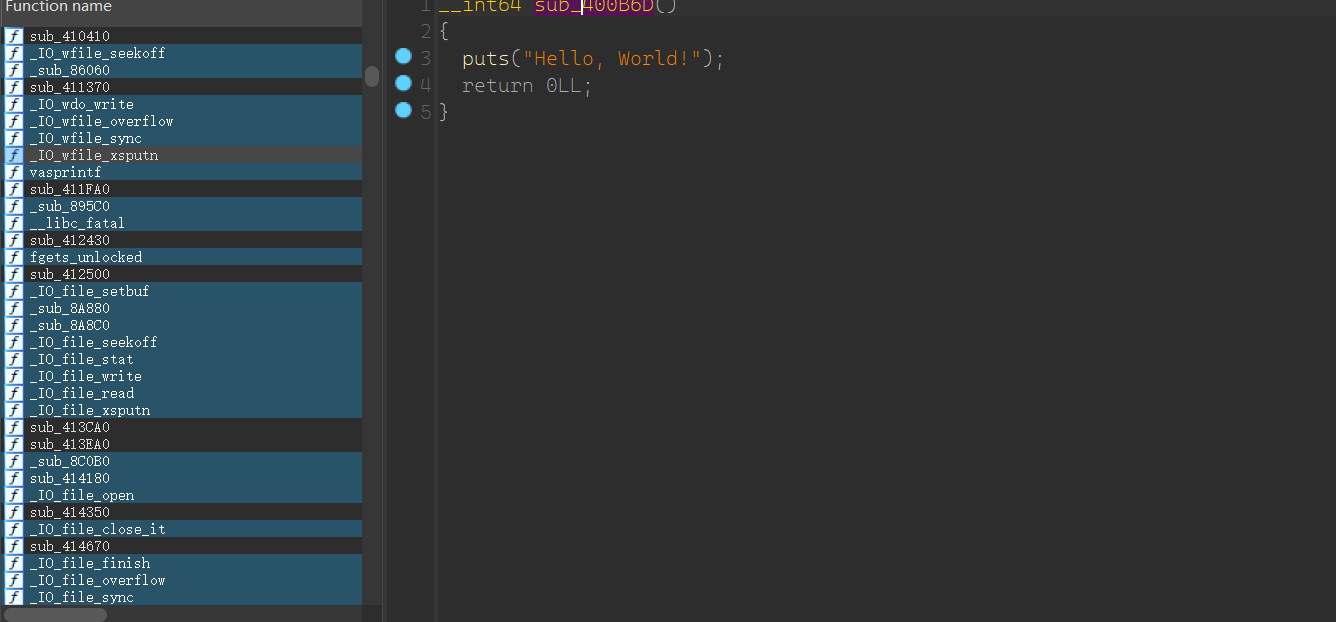 Function name
sub_410410
_IO_wfile_seekoff
_sub_86060
sub_411370
_IO_wdo_write
_IO_wfile_overflow
_IO_wfile_sync
_IO_wfile_xsputn
vasprintf
sub_411FA0
_sub_895C0
__libc_fatal
sub_412430
fgets_unlocked
sub_412500
_IO_file_setbuf
_sub_8A880
_sub_8A8C0
_IO_file_seekoff
_IO_file_stat
_IO_file_write
_IO_file_read
_IO_file_xsputn
sub_413CA0
sub_413EA0
_sub_8C0B0
sub_414180
_IO_file_open
sub_414350
_IO_file_close_it
sub_414670
_IO_file_finish
_IO_file_overflow
_IO_file_sync
1 __int64 sub_400B6D()
2 {
3 puts("Hello, World!");
4 return 0LL;
5 }